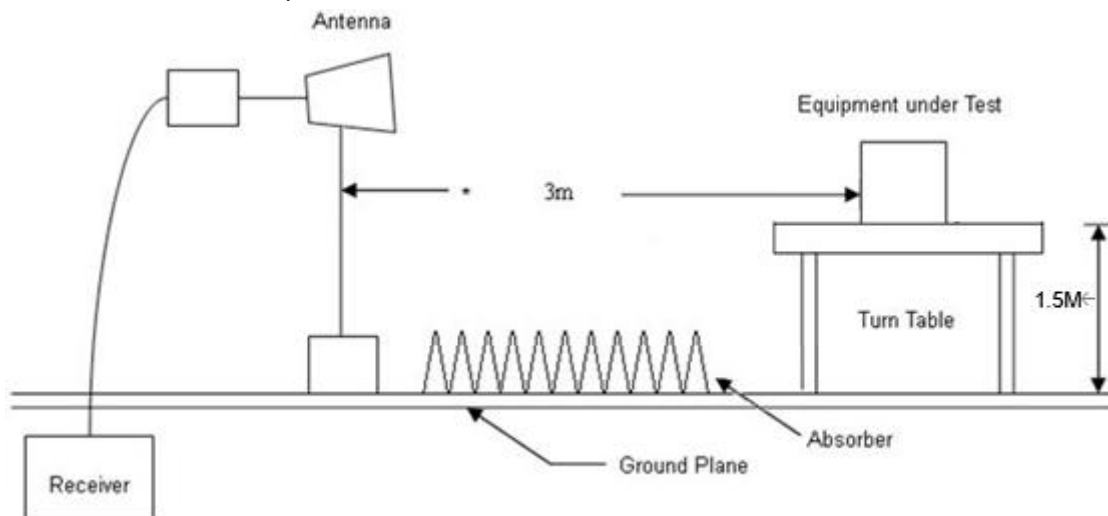 Antenna
Equipment under Test
* 3m
1.5M←
Turn Table
Absorber
Ground Plane
Receiver